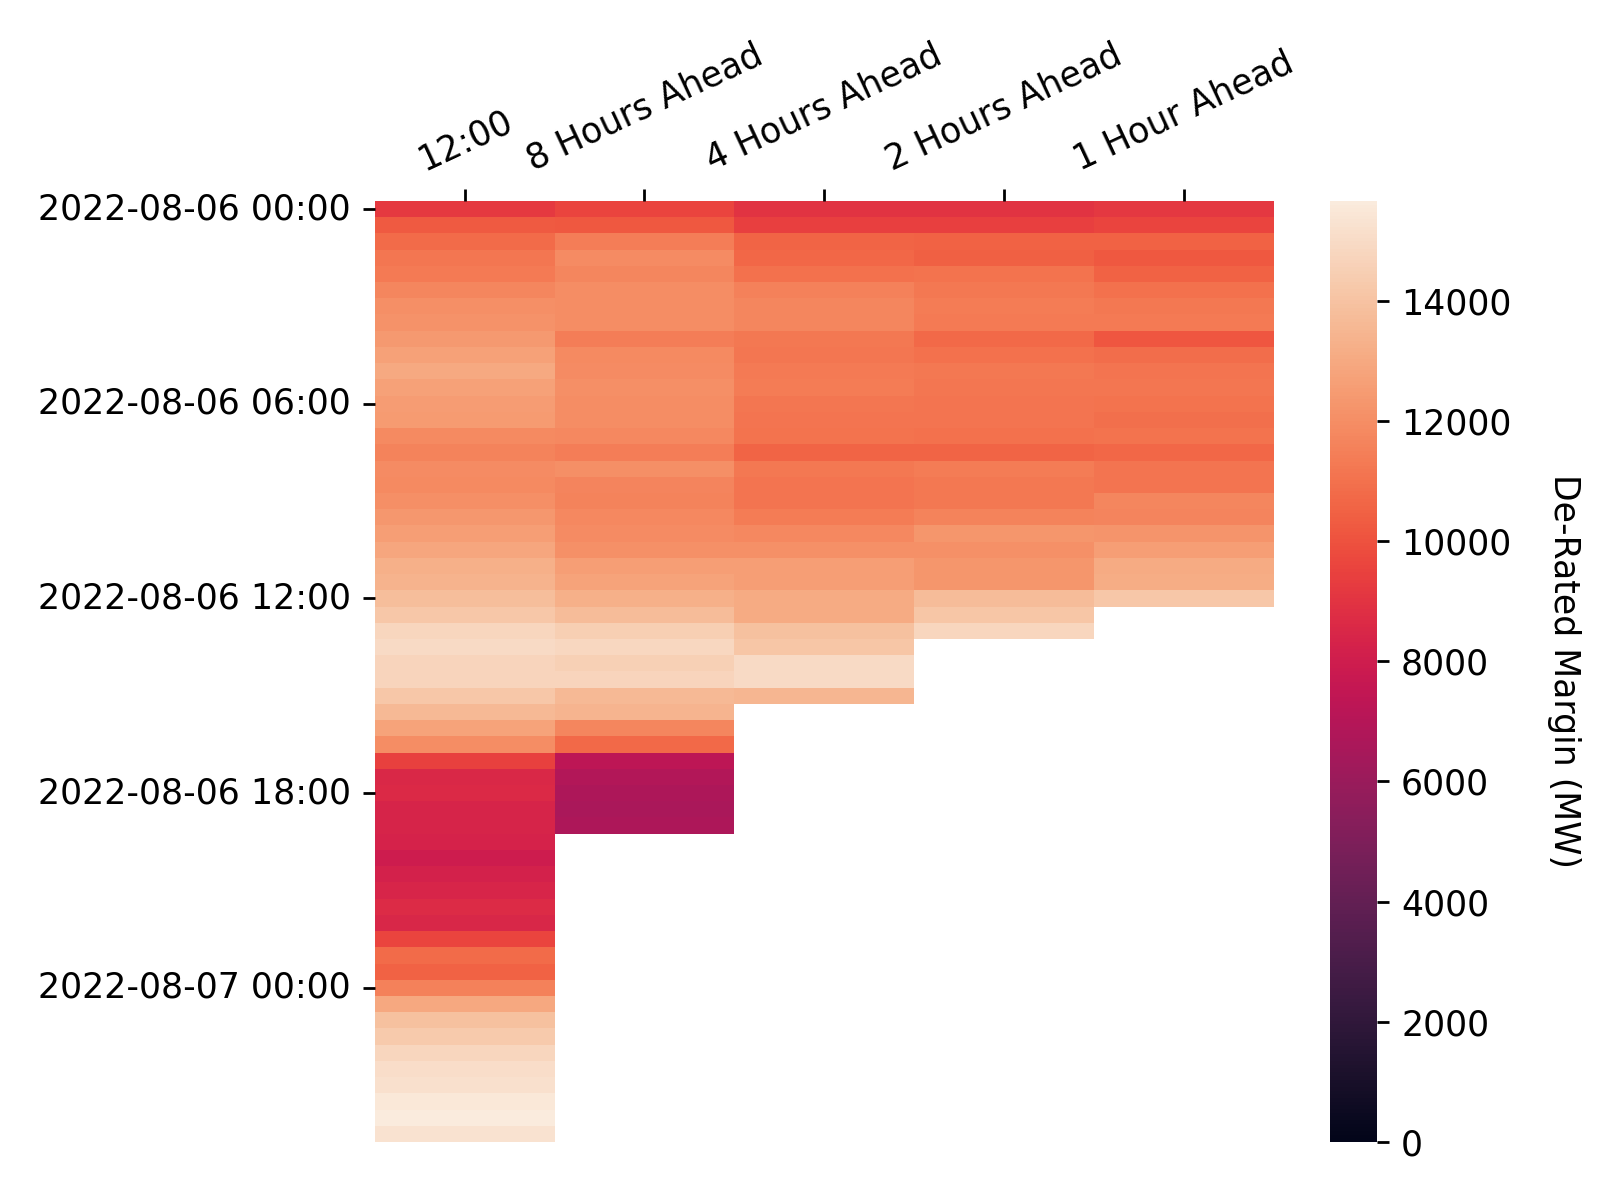 12:00
8 Hours Ahead
4 Hours Ahead
2 Hours Ahead
1 Hour Ahead
2022-08-06 00:00
2022-08-06 06:00
2022-08-06 12:00
2022-08-06 18:00
2022-08-07 00:00
14000
12000
10000
8000
6000
4000
2000
0
De-Rated Margin (MW)